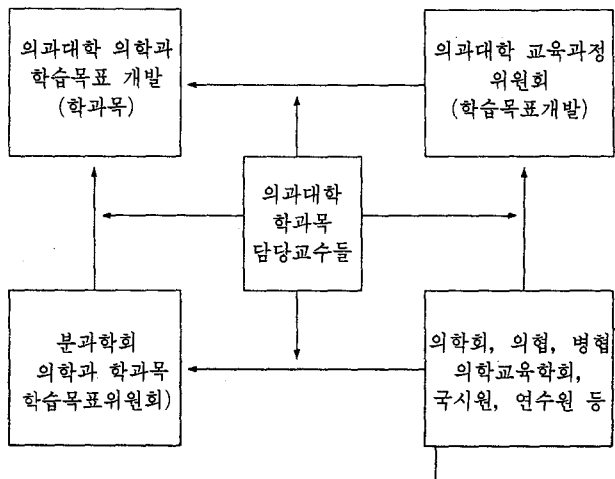 의과대학 의학과
학습목표 개발
(학과목)
의과대학 교육과정
위원회
(학습목표개발)
의과대학
학과목
담당교수들
분과학회
의학과 학과목
학습목표위원회)
의학회, 의협, 병협
의학교육학회,
국시원, 연수원 등